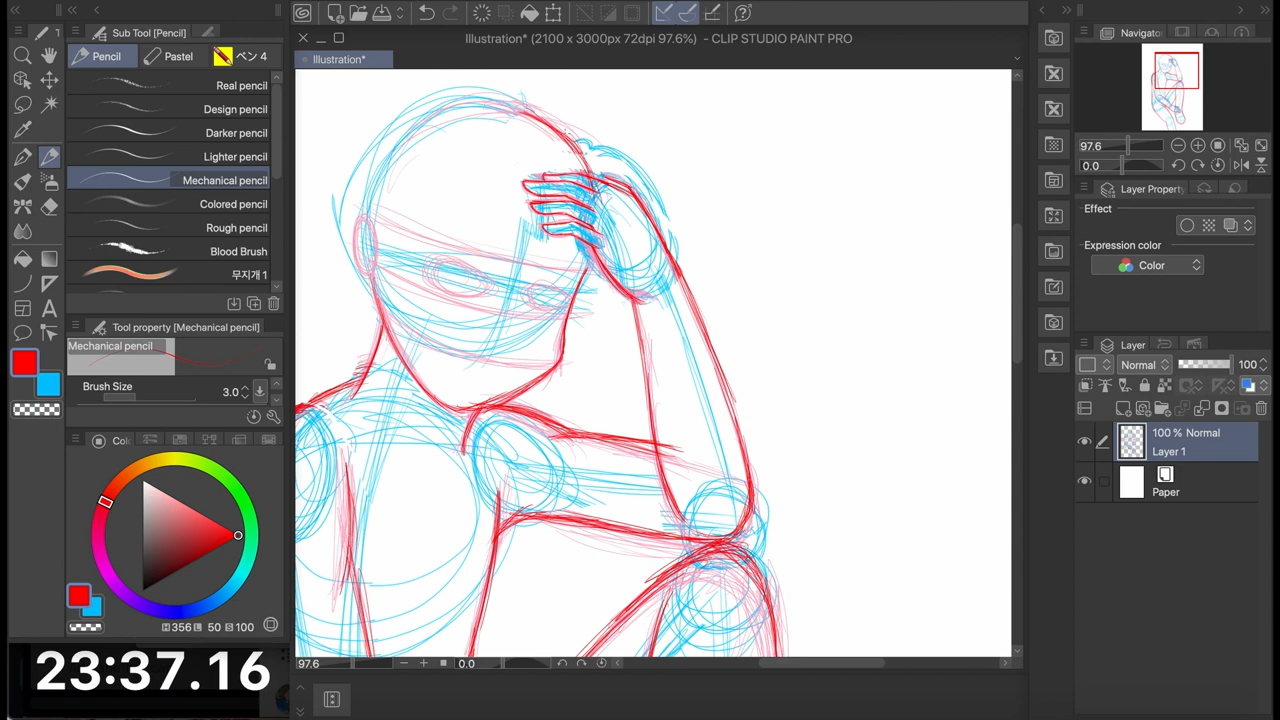 Illustration* (2100 x 3000px 72dpi 97.6%) - CLIP STUDIO PAINT PRO
Sub Tool [Pencil]
Pencil
Pastel
ペン 4
Illustration*
Real pencil
Design pencil
Darker pencil
Lighter pencil
Mechanical pencil
Colored pencil
Rough pencil
Blood Brush
무지개 1
Tool property [Mechanical pencil]
Mechanical pencil
Brush Size
3.0
Col
H 356 L 50 S 100
23:37.16
97.6
0.0
Navigator
97.6
0.0
Layer Property
Effect
Expression color
Color
Layer
Normal
100
100 % Normal
Layer 1
Paper